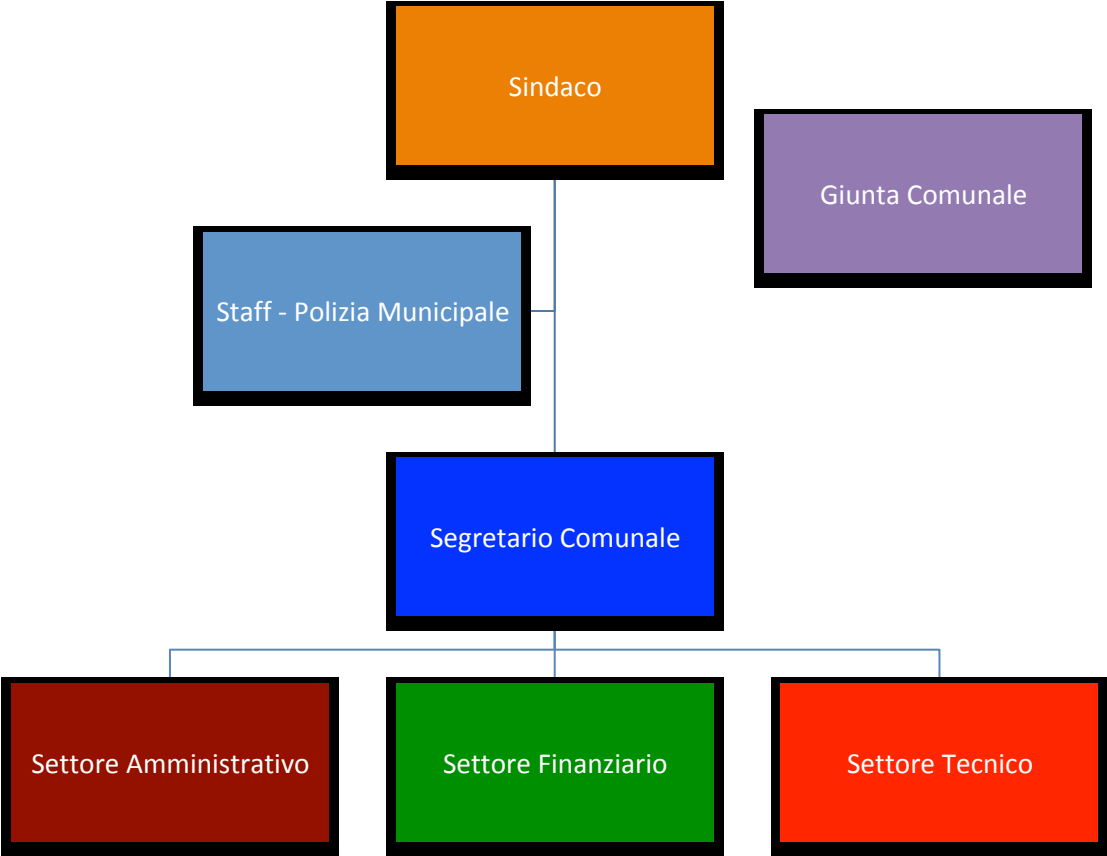 Sindaco
Giunta Comunale
Staff - Polizia Municipale
Segretario Comunale
Settore Amministrativo
Settore Finanziario
Settore Tecnico